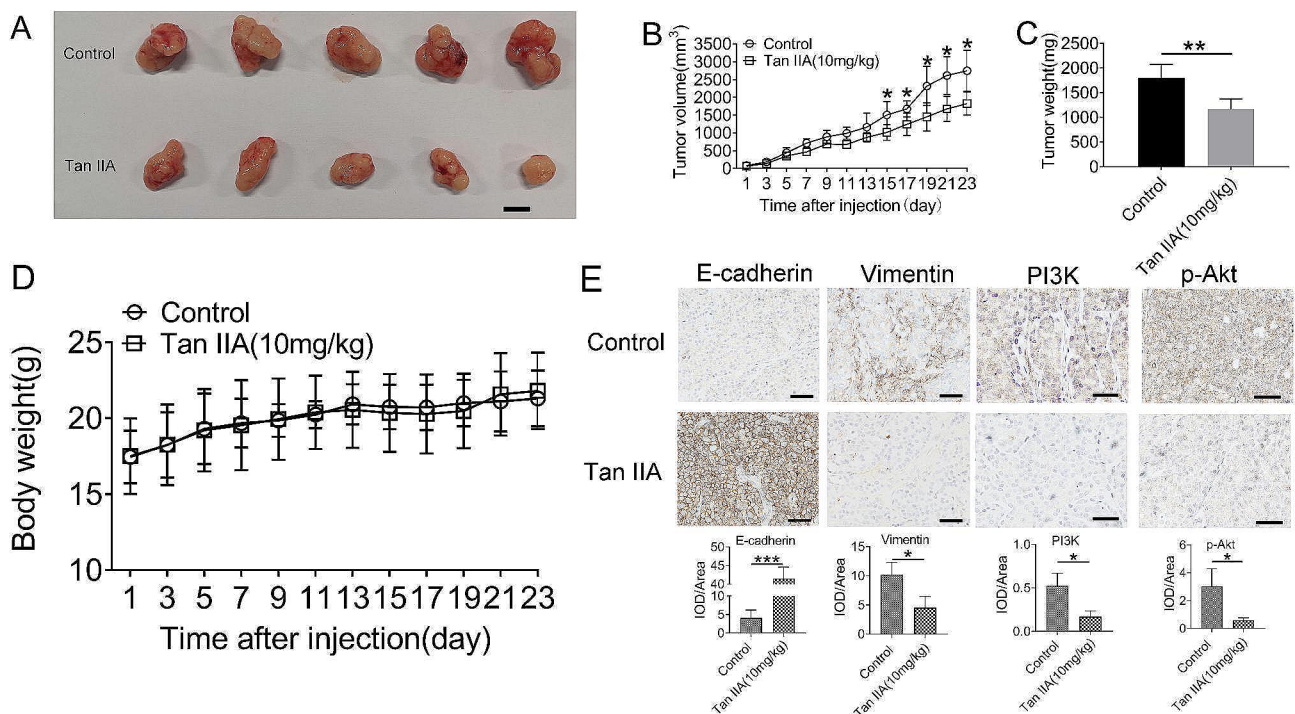 A
Control
Tan IIA
B
Tumor volume(mm3)
3500
3000
2500
2000
1500
1000
500
0
Control
Tan IIA(10mg/kg)
* * * * *
1 3 5 7 9 11 13 15 17 19 21 23
Time after injection(day)
C
Tumor weight(mg)
2500
2000
1500
1000
500
0
**
Control
Tan IIA(10mg/kg)
D
Control
Tan IIA(10mg/kg)
Body weight(g)
25
20
15
10
1 3 5 7 9 11 13 15 17 19 21 23
Time after injection(day)
E
E-cadherin Vimentin PI3K p-Akt
Control
Tan IIA
E-cadherin
IOD/Area
50
45
40
35
30
10
5
0
***
Control
Tan IIA(10mg/kg)
Vimentin
IOD/Area
15
10
5
0
*
Control
Tan IIA(10mg/kg)
PI3K
IOD/Area
1.0
0.5
0.0
*
Control
Tan IIA(10mg/kg)
p-Akt
IOD/Area
6
4
2
0
*
Control
Tan IIA(10mg/kg)